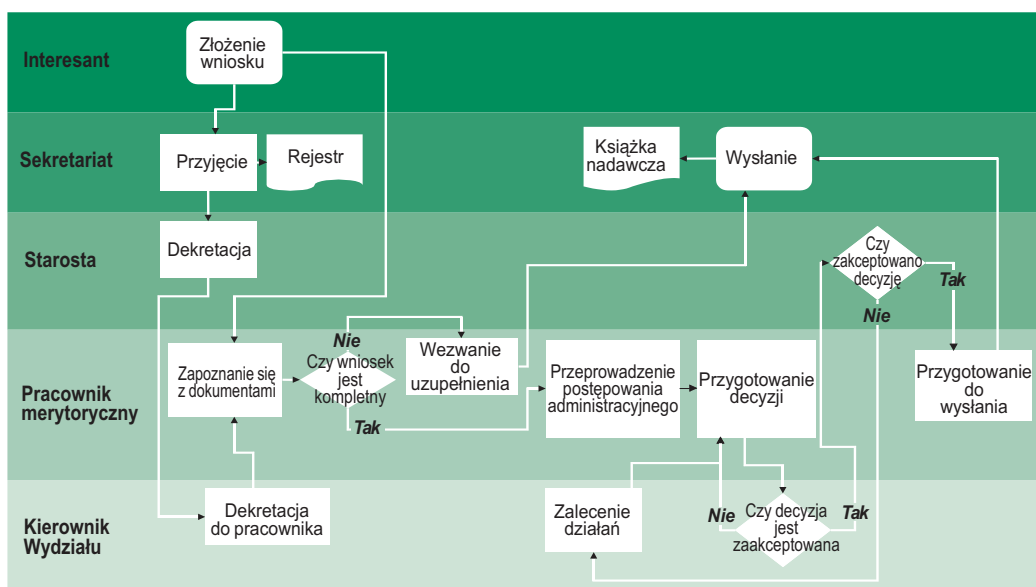 Interesant
Złożenie
wniosku
Sekretariat
Przyjęcie
Rejestr
Książka
nadawcza
Wysłanie
Starosta
Dekretacja
Czy
zakceptowano
decyzję
Tak
Nie
Pracownik
merytoryczny
Zapoznanie się
z dokumentami
Nie
Czy wniosek
jest
kompletny
Tak
Wezwanie
do
uzupełnienia
Przeprowadzenie
postępowania
administracyjnego
Przygotowanie
decyzji
Przygotowanie
do
wysłania
Kierownik
Wydziału
Dekretacja
do pracownika
Zalecenie
działań
Nie
Czy decyzja
jest
zaakceptowana
Tak